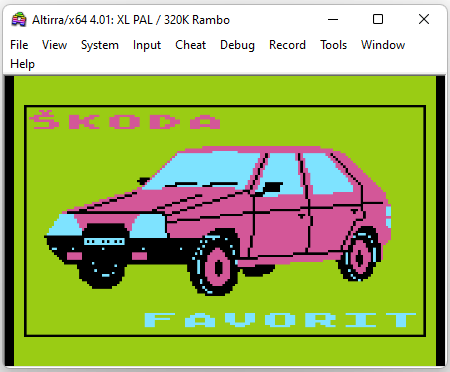 Altirra/x64 4.01: XL PAL / 320K Rambo
File View System Input Cheat Debug Record Tools Window
Help
ŠKODA
FAVORIT